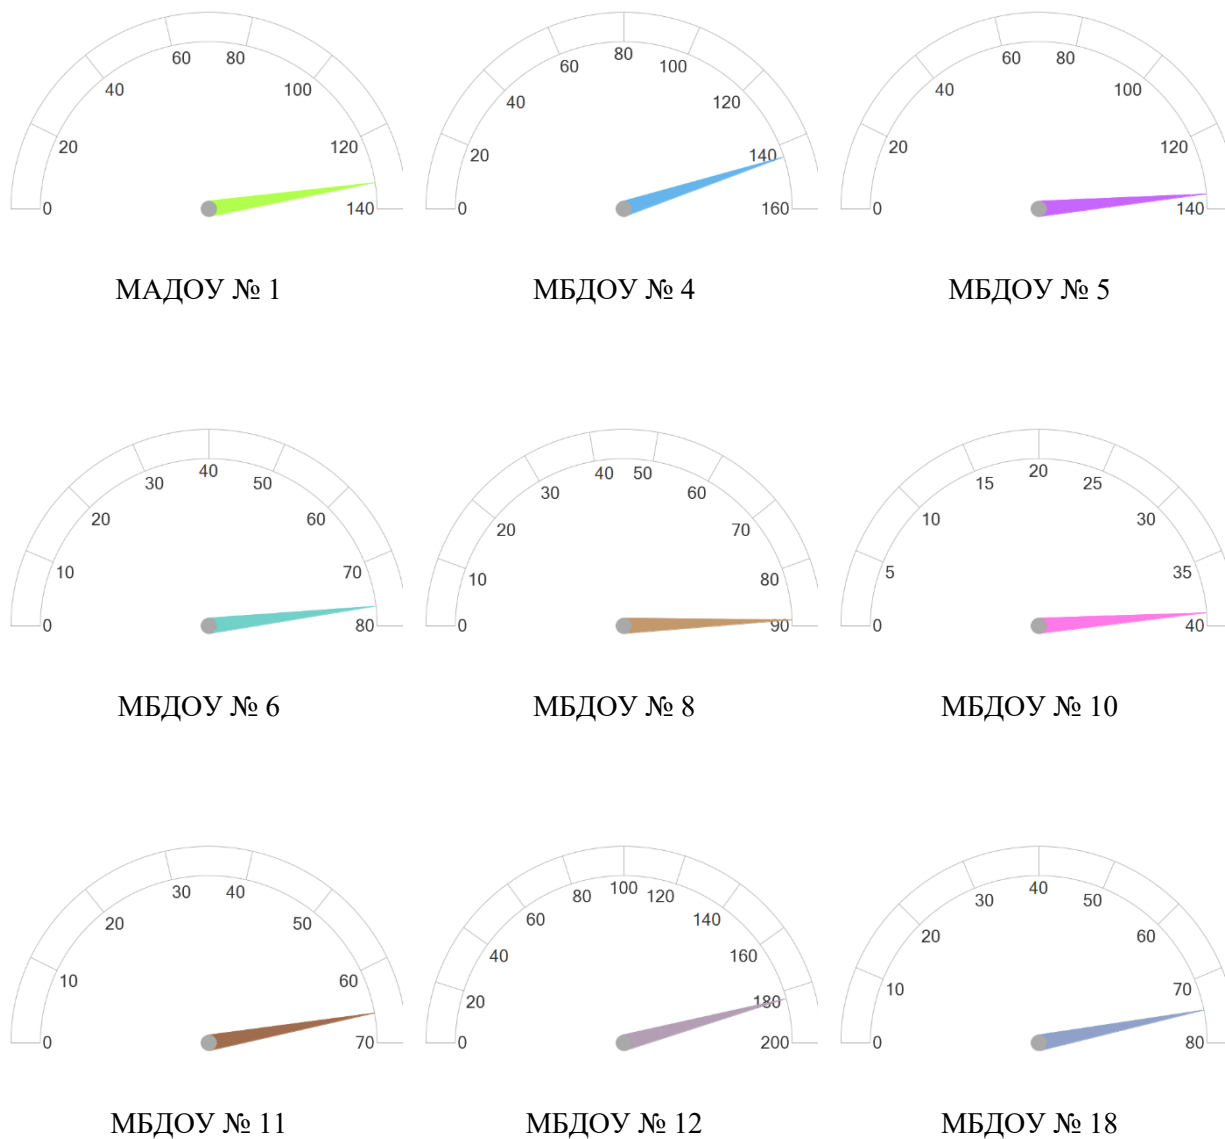 0 20 40 60 80 100 120 140
МАДОУ № 1
0 20 40 60 80 100 120 140 160
МБДОУ № 4
0 20 40 60 80 100 120 140
МБДОУ № 5
0 10 20 30 40 50 60 70 80
МБДОУ № 6
0 10 20 30 40 50 60 70 80 90
МБДОУ № 8
0 5 10 15 20 25 30 35 40
МБДОУ № 10
0 10 20 30 40 50 60 70
МБДОУ № 11
0 20 40 60 80 100 120 140 160 180 200
МБДОУ № 12
0 10 20 30 40 50 60 70 80
МБДОУ № 18